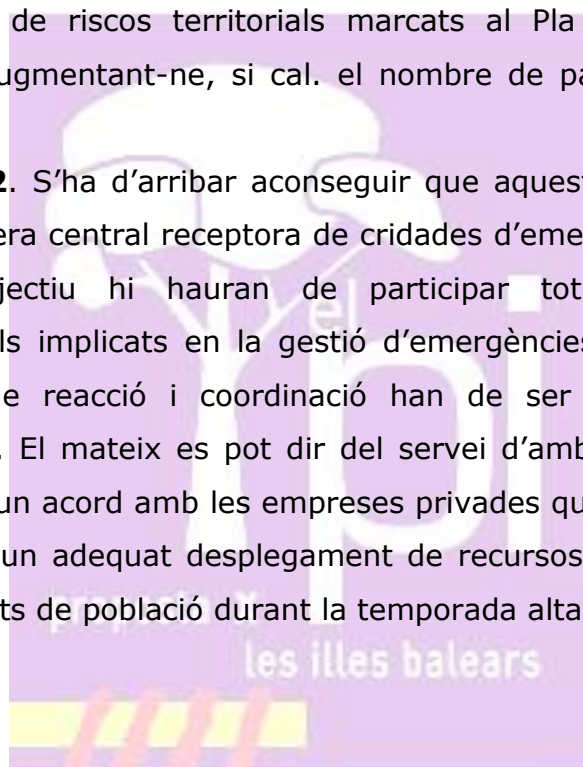 de riscos territorials marcats al Pla
ugmentant-ne, si cal. el nombre de pa
2. S’ha d’arribar aconseguir que aquest
era central receptora de cridades d’eme
jectiu hi hauran de participar tot
ls implicats en la gestió d’emergències
e reacció i coordinació han de ser
. El mateix es pot dir del servei d’amb
un acord amb les empreses privades qu
un adequat desplegament de recursos
ts de població durant la temporada alta
el
pi
les illes balears